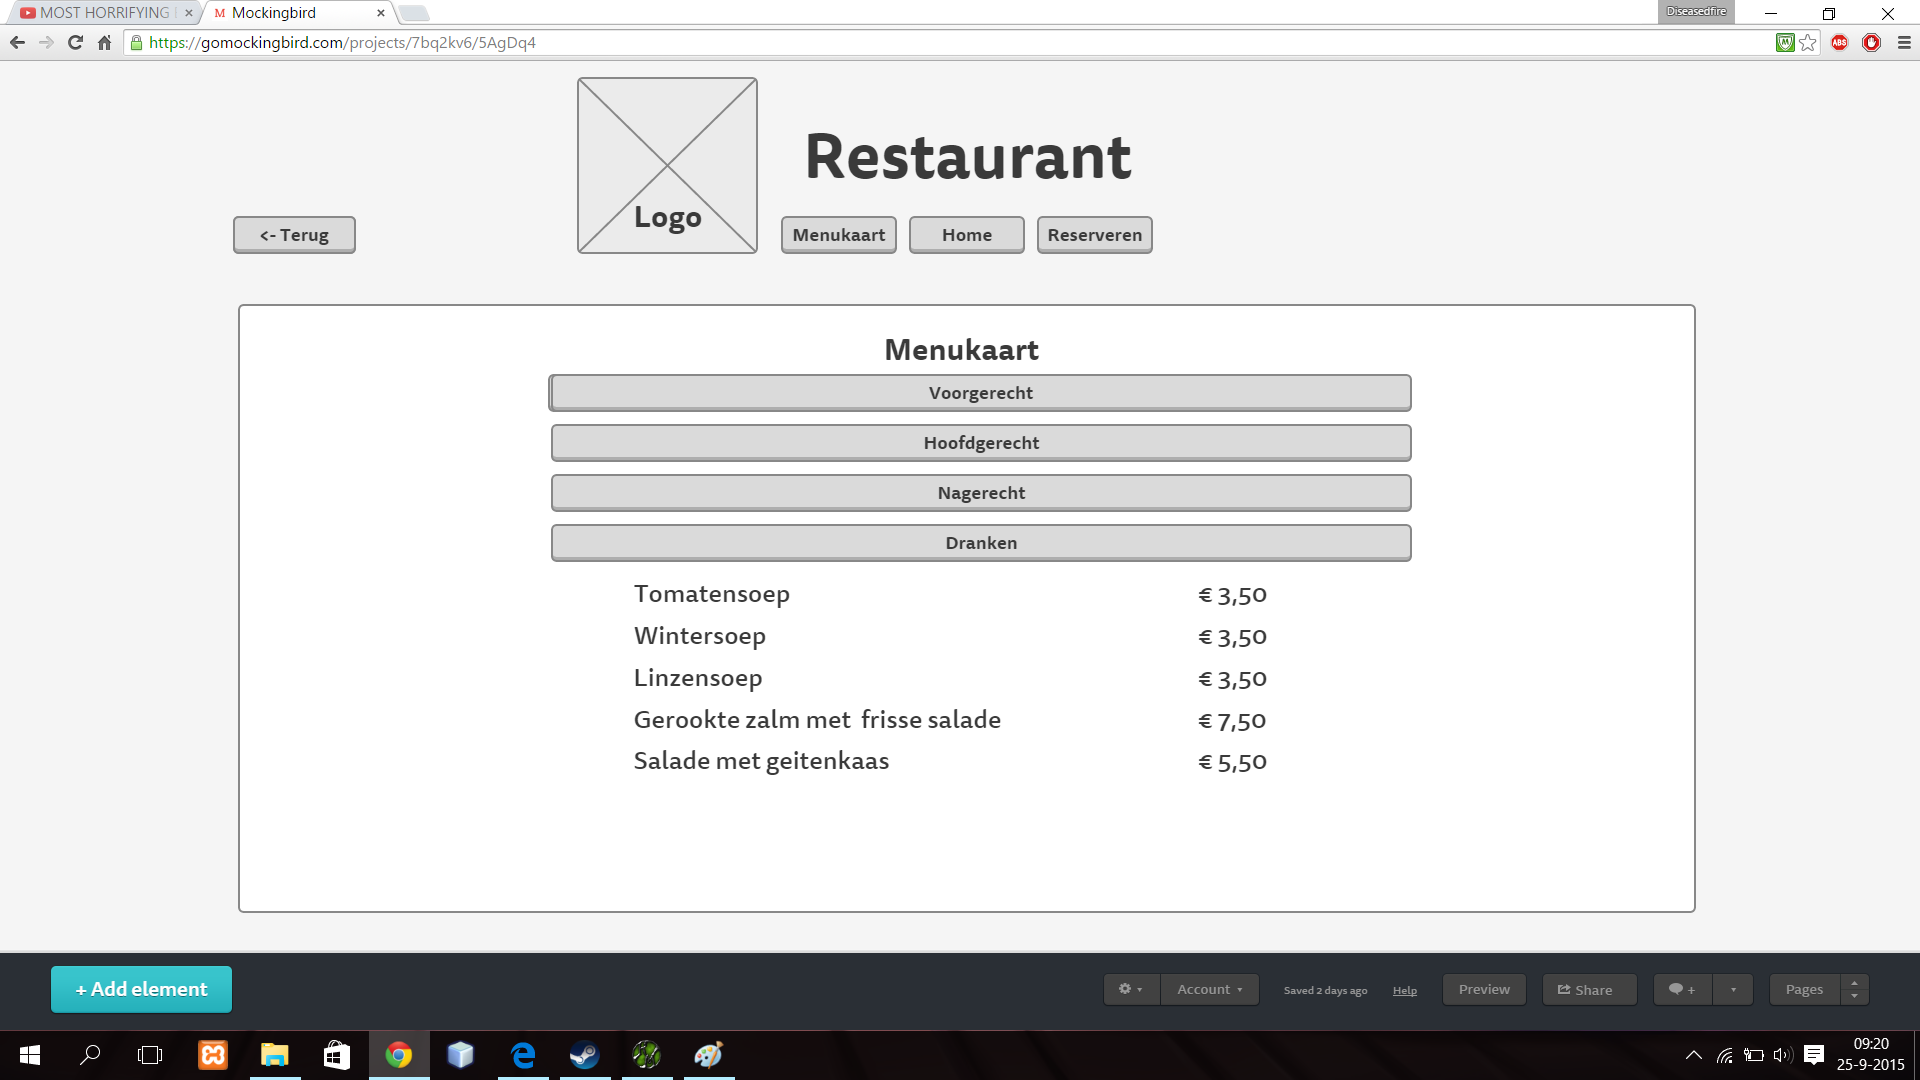 MOST HORRIFYING
Mockingbird
Diseasedfire
https://gomockingbird.com/projects/7bq2kv6/5AgDq4
ABS
Restaurant
Logo
<- Terug
Menukaart
Home
Reserveren
Menukaart
Voorgerecht
Hoofdgerecht
Nagerecht
Dranken
Tomatensoep € 3,50
Wintersoep € 3,50
Linzensoep € 3,50
Gerookte zalm met frisse salade € 7,50
Salade met geitenkaas € 5,50
+ Add element
Account
Saved 2 days ago
Help
Preview
Share
+
Pages
09:20
25-9-2015